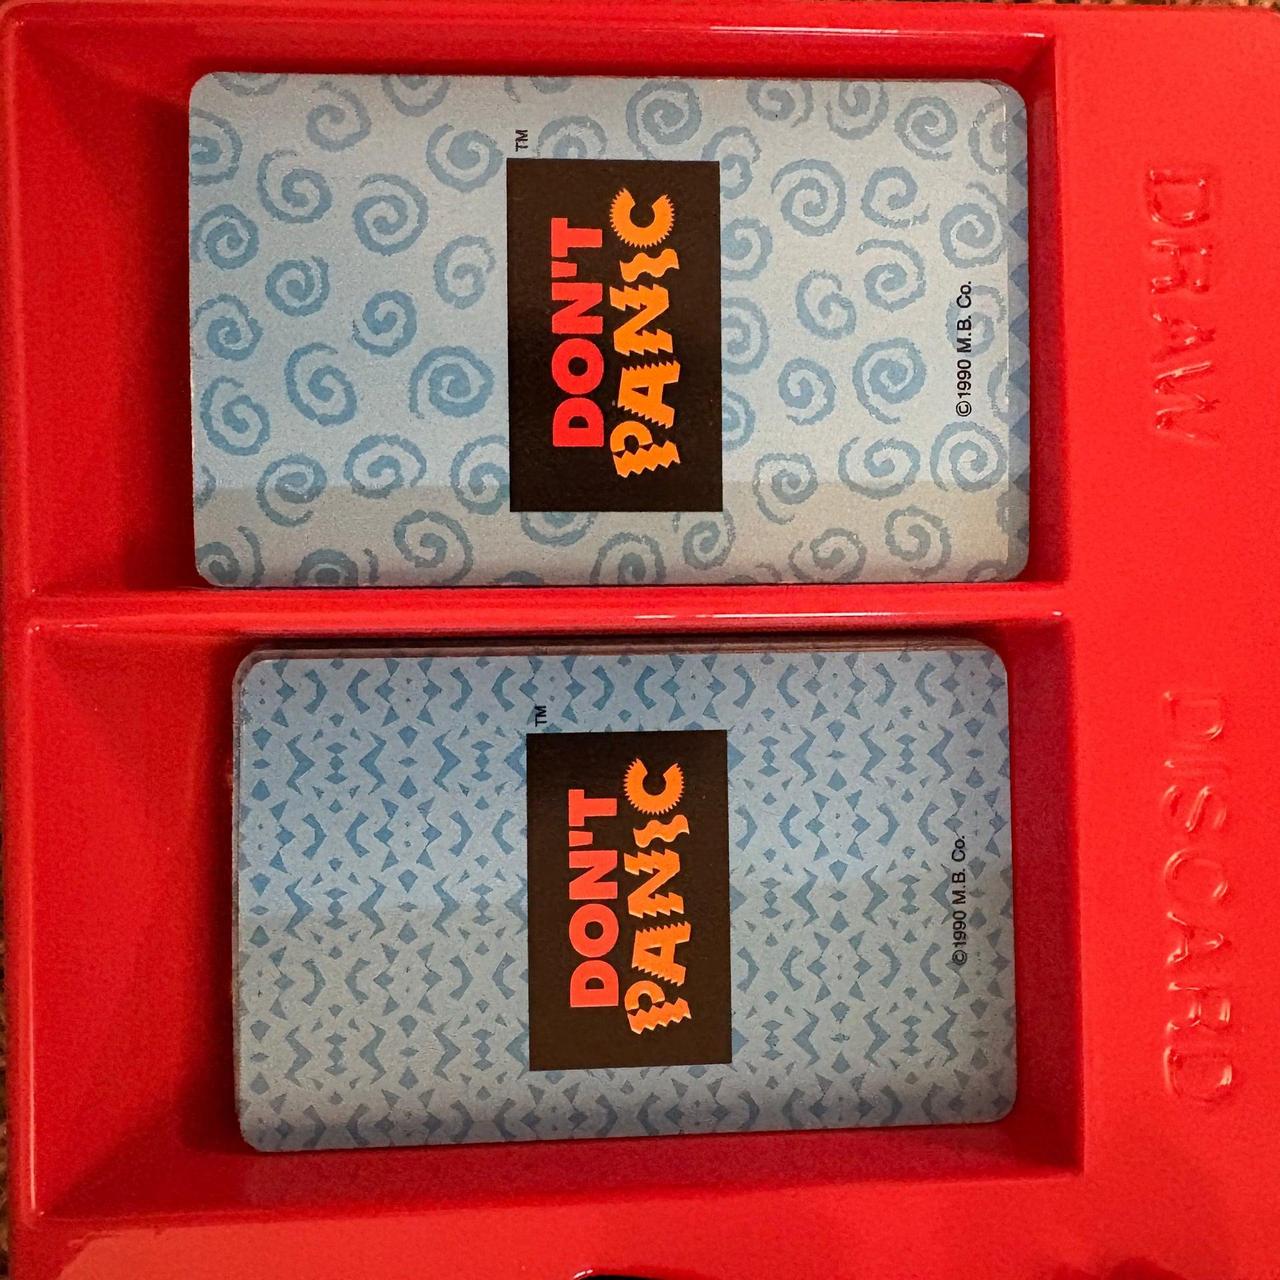 DON'T
PANIC
TM
©1990 M.B. Co.
DRAW
DON'T
PANIC
TM
©1990 M.B. Co.
DISCARD